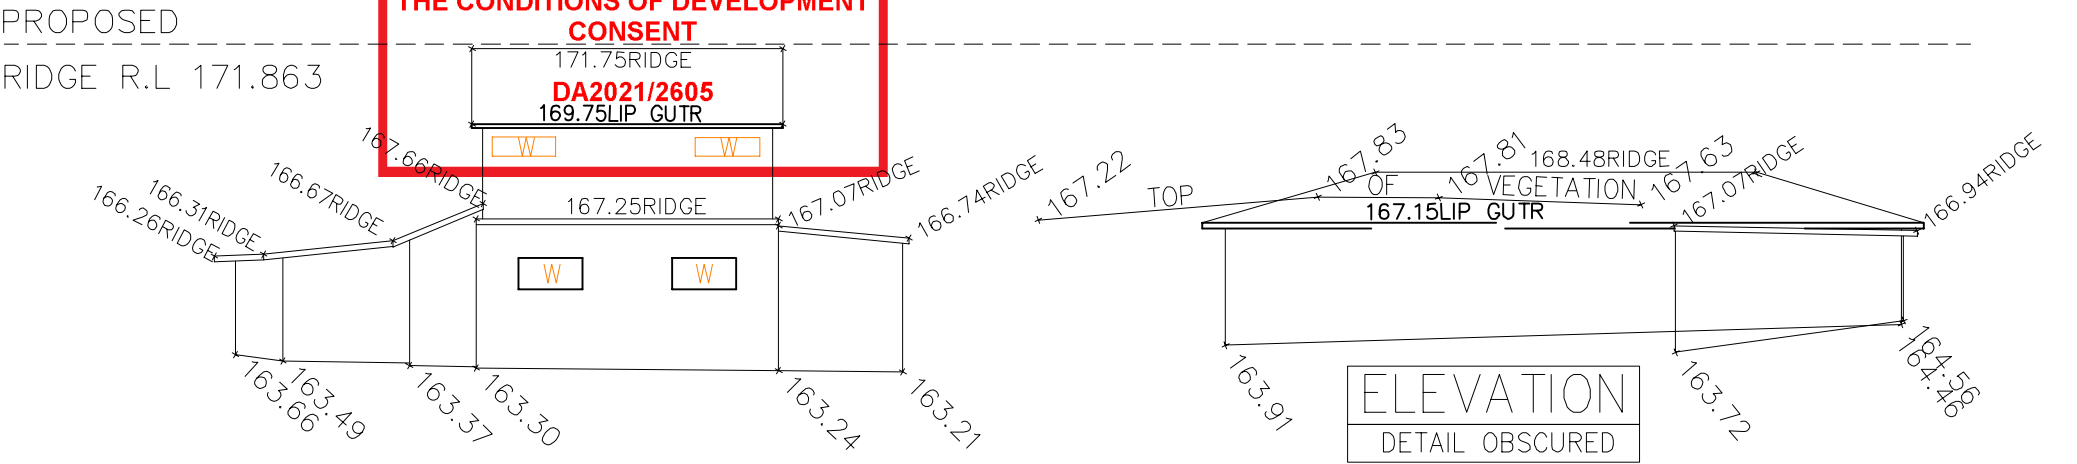 THE CONDITIONS OF DEVELOPMENT
CONSENT
PROPOSED
RIDGE R.L 171.863
171.75RIDGE
DA2021/2605
169.75LIP GUTR
W
W
167.66RIDGE
166.67RIDGE
166.31RIDGE
166.26RIDGE
167.25RIDGE
167.07RIDGE
166.74RIDGE
W
W
163.66
163.49
163.37
163.30
163.24
163.21
167.22
TOP OF VEGETATION
167.83
167.81
168.48RIDGE
167.63
167.07RIDGE
166.94RIDGE
167.15LIP GUTR
163.91
163.72
164.56
164.46
ELEVATION
DETAIL OBSCURED